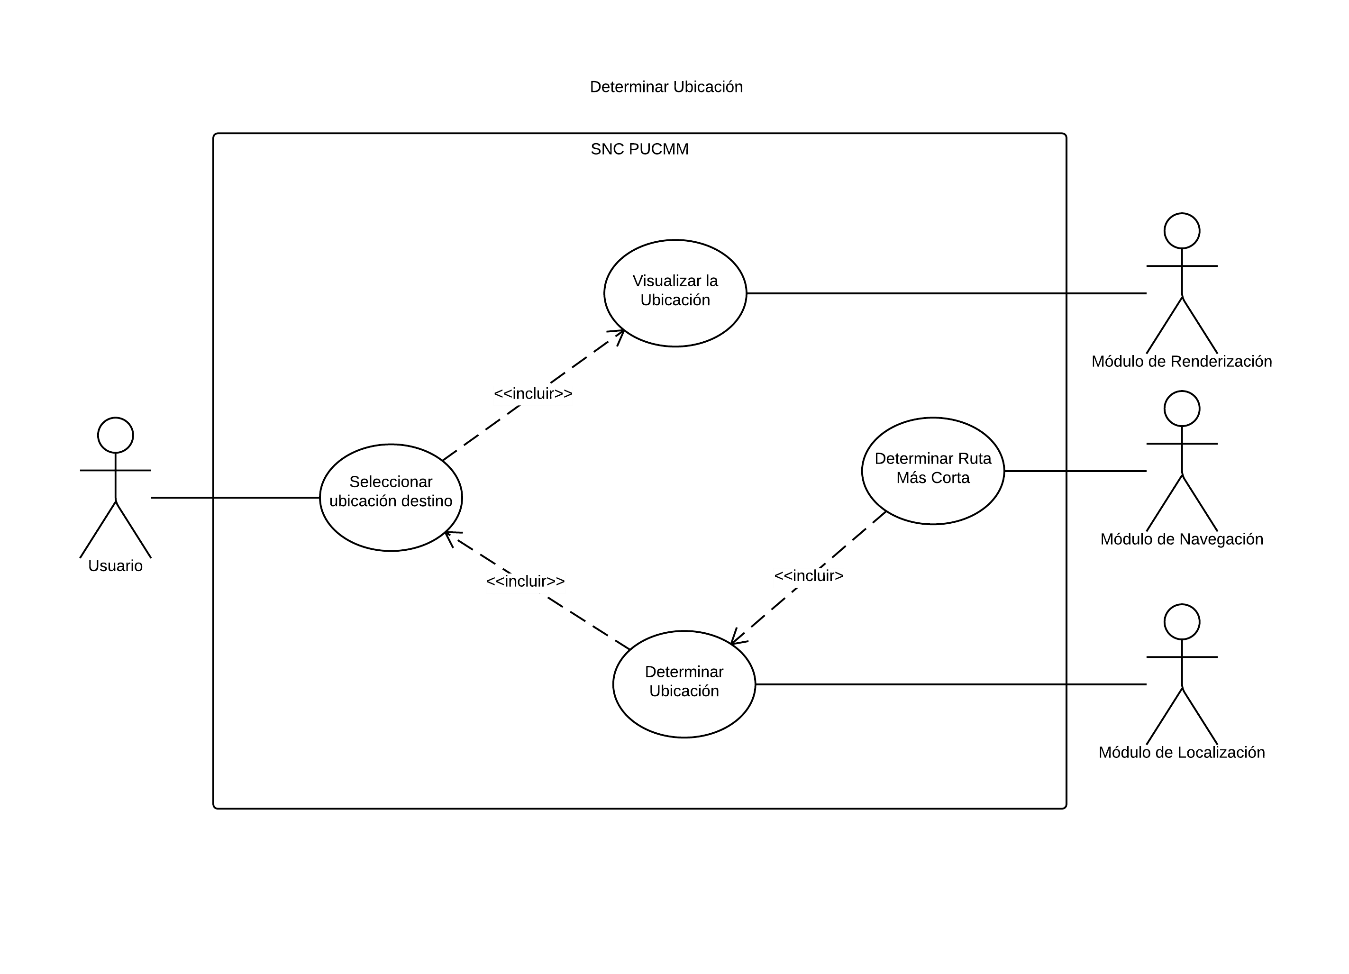 Determinar Ubicación
SNC PUCMM
Visualizar la
Ubicación
Módulo de Renderización
<<incluir>>
Seleccionar
ubicación destino
Usuario
Determinar Ruta
Más Corta
Módulo de Navegación
<<incluir>>
<<incluir>
Determinar
Ubicación
Módulo de Localización